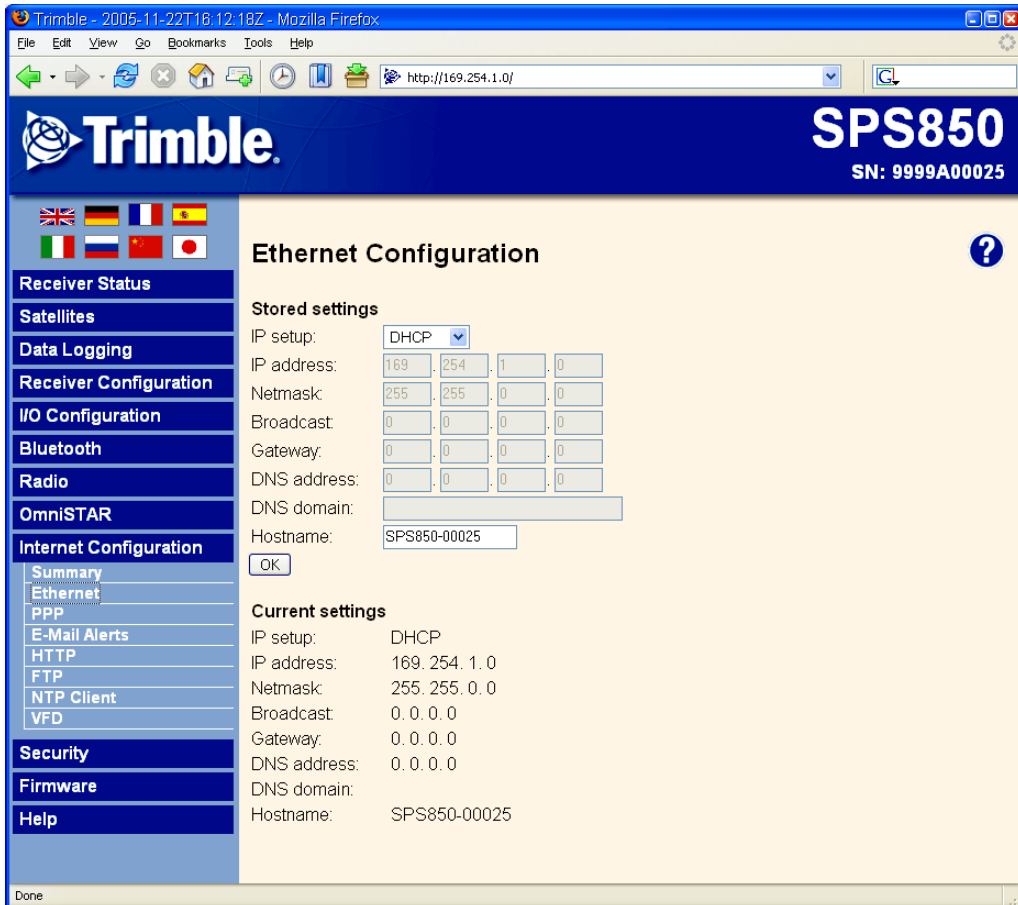 Trimble - 2005-11-22T16:12:18Z - Mozilla Firefox
File Edit View Go Bookmarks Tools Help
http://169.254.1.0/
G
Trimble.
SPS850
SN: 9999A00025
Receiver Status
Satellites
Data Logging
Receiver Configuration
I/O Configuration
Bluetooth
Radio
OmniSTAR
Internet Configuration
Summary
Ethernet
PPP
E-Mail Alerts
HTTP
FTP
NTP Client
VFD
Security
Firmware
Help
Ethernet Configuration
?
Stored settings
IP setup: DHCP
IP address: 169 . 254 . 1 . 0
Netmask: 255 . 255 . 0 . 0
Broadcast: 0 . 0 . 0 . 0
Gateway: 0 . 0 . 0 . 0
DNS address: 0 . 0 . 0 . 0
DNS domain:
Hostname: SPS850-00025
OK
Current settings
IP setup: DHCP
IP address: 169. 254. 1. 0
Netmask: 255. 255. 0. 0
Broadcast: 0. 0. 0. 0
Gateway: 0. 0. 0. 0
DNS address: 0. 0. 0. 0
DNS domain:
Hostname: SPS850-00025
Done